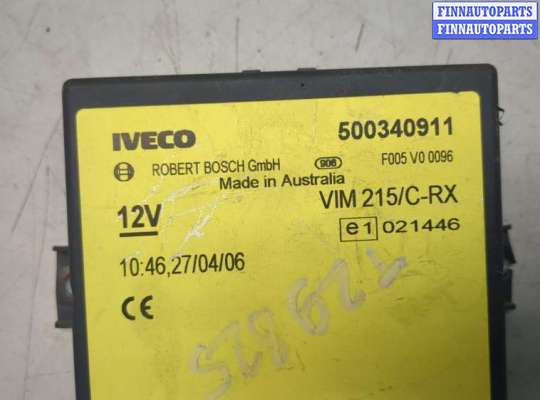 FINNAUTOPARTS
FINNAUTOPARTS
IVECO 500340911
ROBERT BOSCH GmbH 906 F005 V0 0096
Made in Australia
12V VIM 215/C-RX
e1 021446
10:46,27/04/06
CE